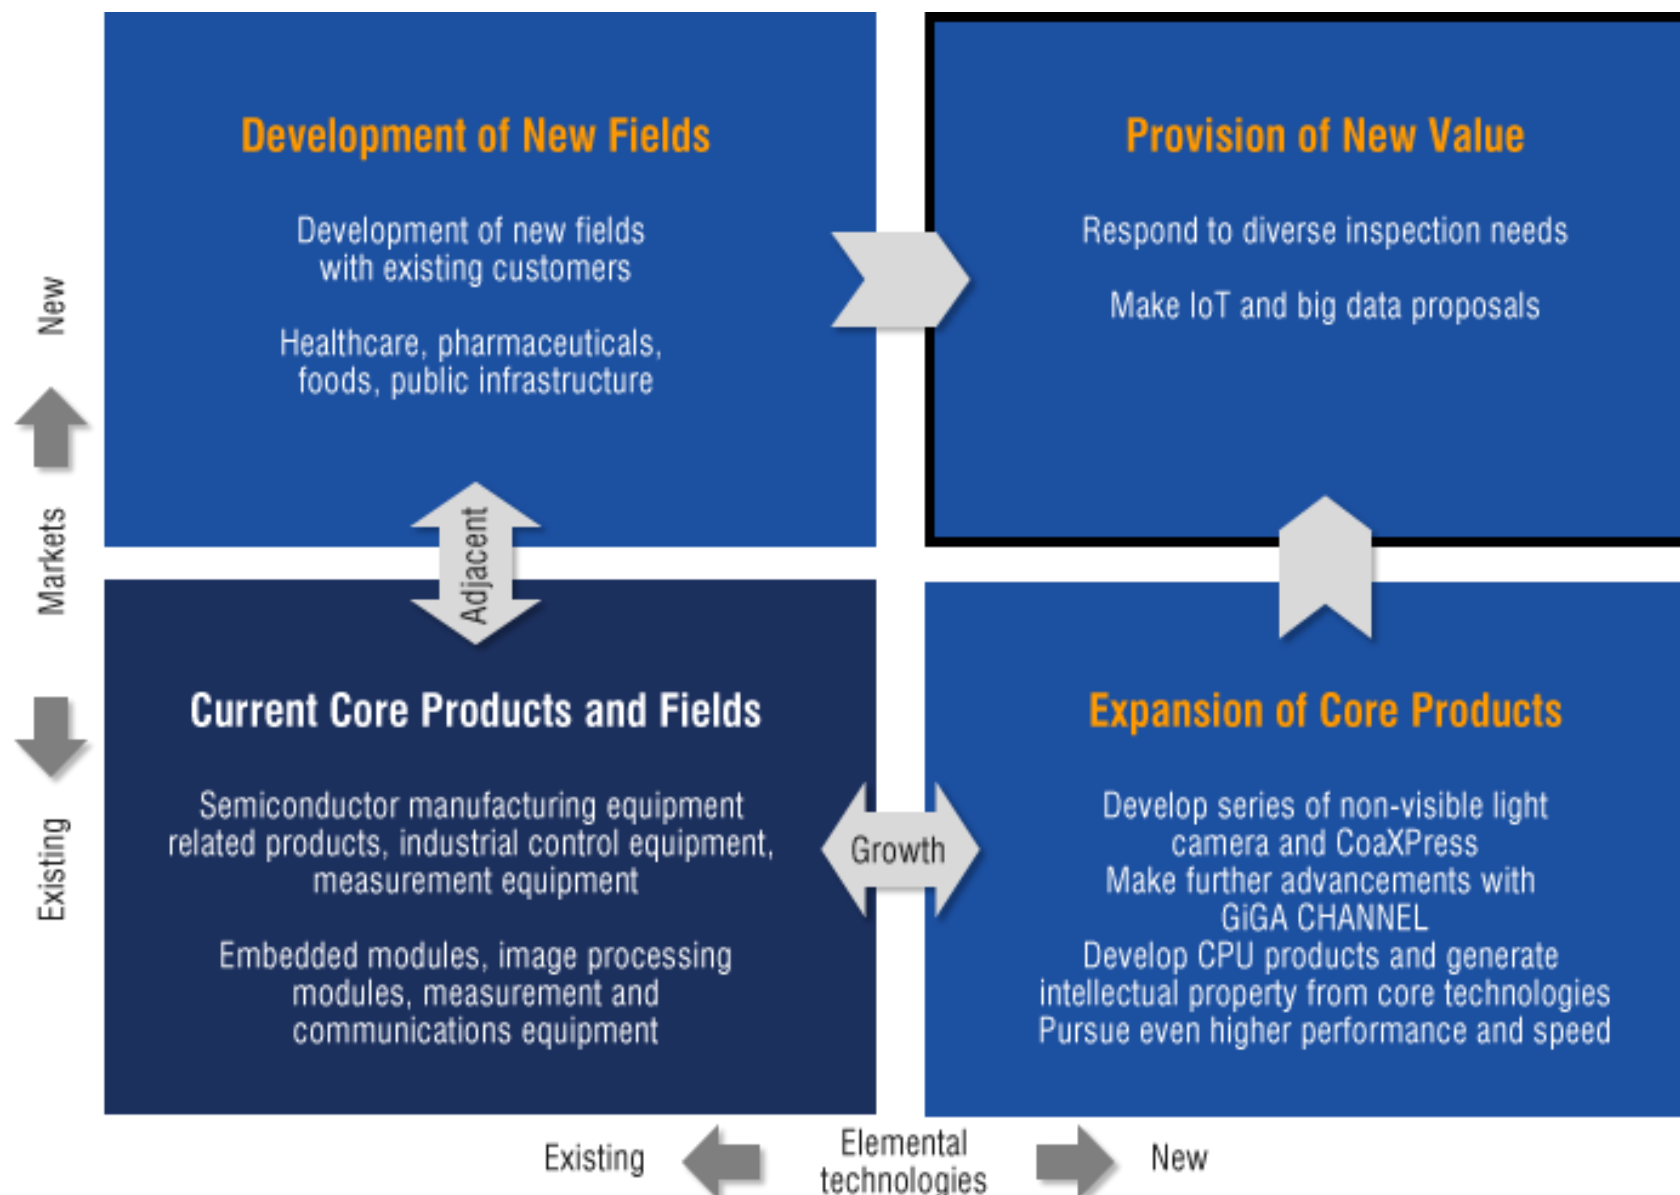 Development of New Fields
Development of new fields
with existing customers
Healthcare, pharmaceuticals,
foods, public infrastructure
Provision of New Value
Respond to diverse inspection needs
Make IoT and big data proposals
New
Markets
Existing
Adjacent
Current Core Products and Fields
Semiconductor manufacturing equipment
related products, industrial control equipment,
measurement equipment
Embedded modules, image processing
modules, measurement and
communications equipment
Growth
Expansion of Core Products
Develop series of non-visible light
camera and CoaXPress
Make further advancements with
GiGA CHANNEL
Develop CPU products and generate
intellectual property from core technologies
Pursue even higher performance and speed
Existing
Elemental
technologies
New